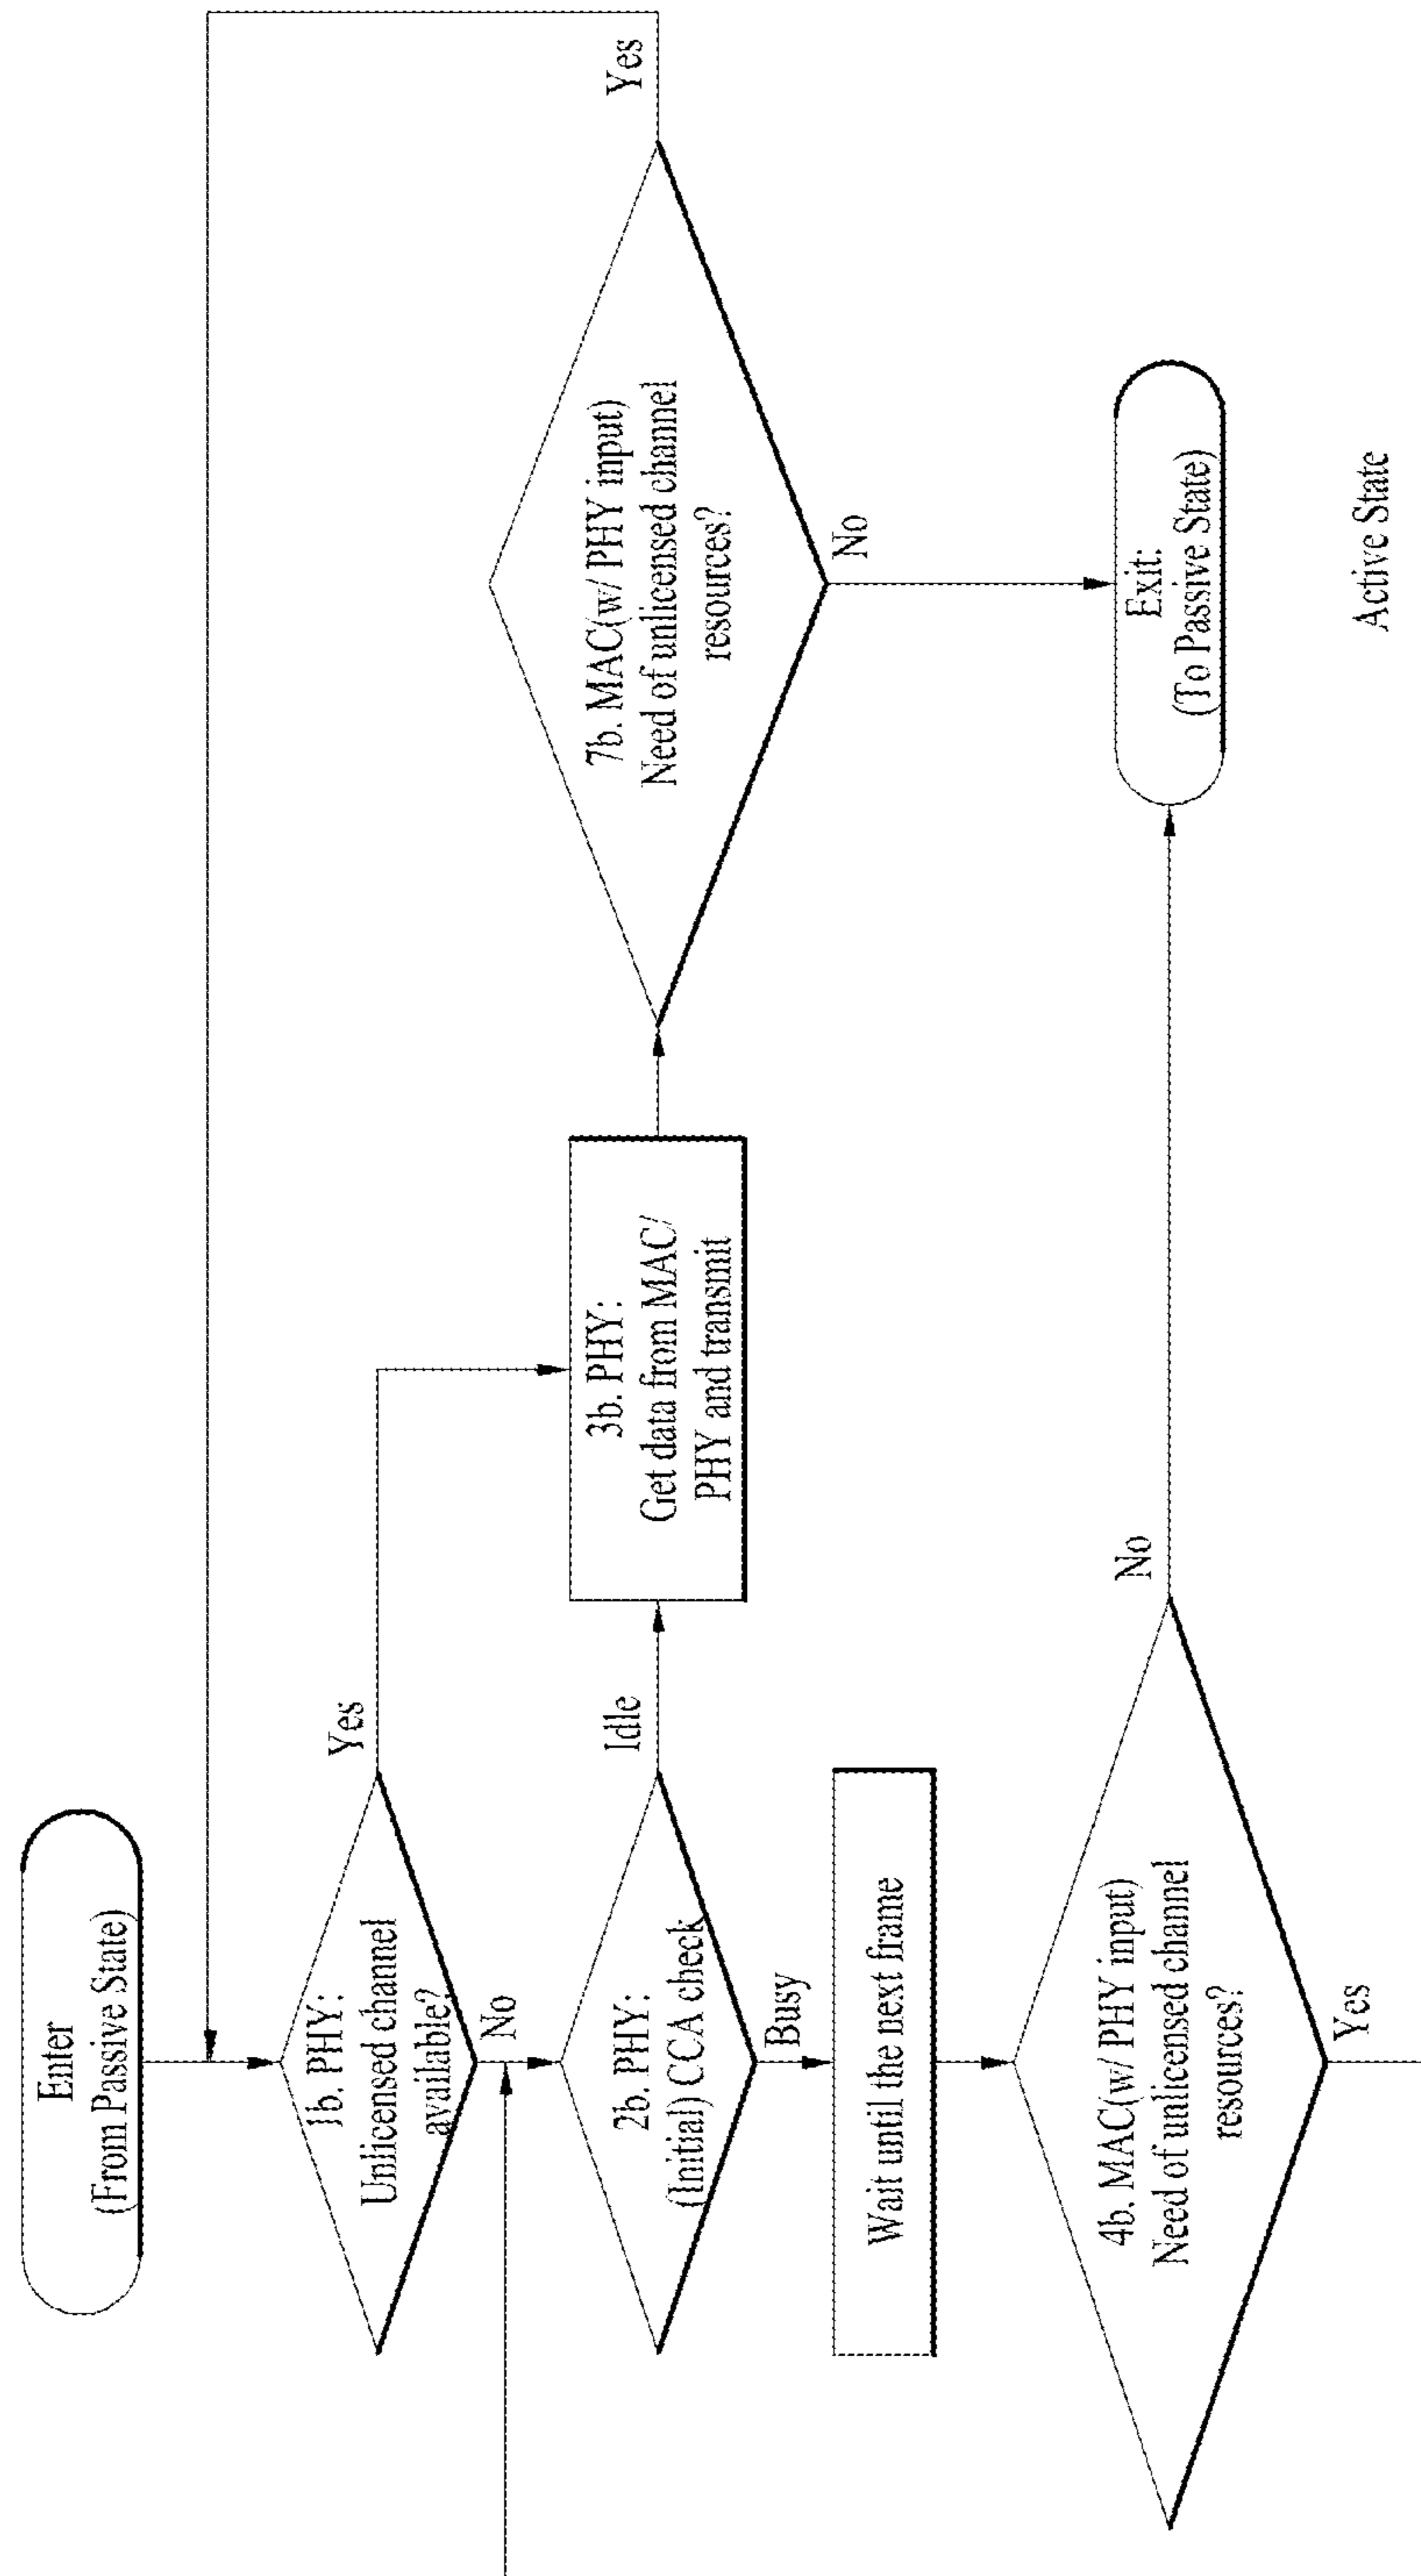 Enter
(From Passive State)
1b. PHY:
Unlicensed channel
available?
Yes
No
2b. PHY:
(Initial) CCA check
Idle
Busy
3b. PHY:
Get data from MAC/
PHY and transmit
7b. MAC(w/ PHY input)
Need of unlicensed channel
resources?
Yes
No
Wait until the next frame
4b. MAC(w/ PHY input)
Need of unlicensed channel
resources?
No
Yes
Exit:
(To Passive State)
Active State